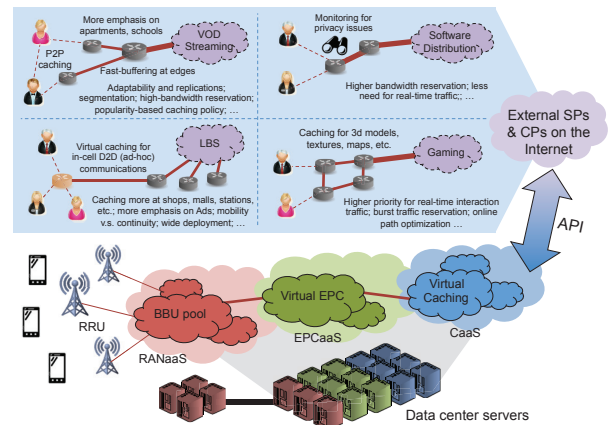 More emphasis on
apartments, schools
P2P
caching
VOD
Streaming
Fast-buffering at edges
Adaptability and replications;
segmentation; high-bandwidth reservation;
popularity-based caching policy; …
Monitoring for
privacy issues
Software
Distribution
Higher bandwidth reservation; less
need for real-time traffic;; …
Virtual caching for
in-cell D2D (ad-hoc)
communications
LBS
Caching more at shops, malls, stations,
etc.; more emphasis on Ads; mobility
v.s. continuity; wide deployment; …
Caching for 3d models,
textures, maps, etc.
Gaming
Higher priority for real-time interaction
traffic; burst traffic reservation; online
path optimization …
External SPs
& CPs on the
Internet
API
RRU
BBU pool
RANaaS
Virtual EPC
EPCaaS
Virtual
Caching
CaaS
Data center servers